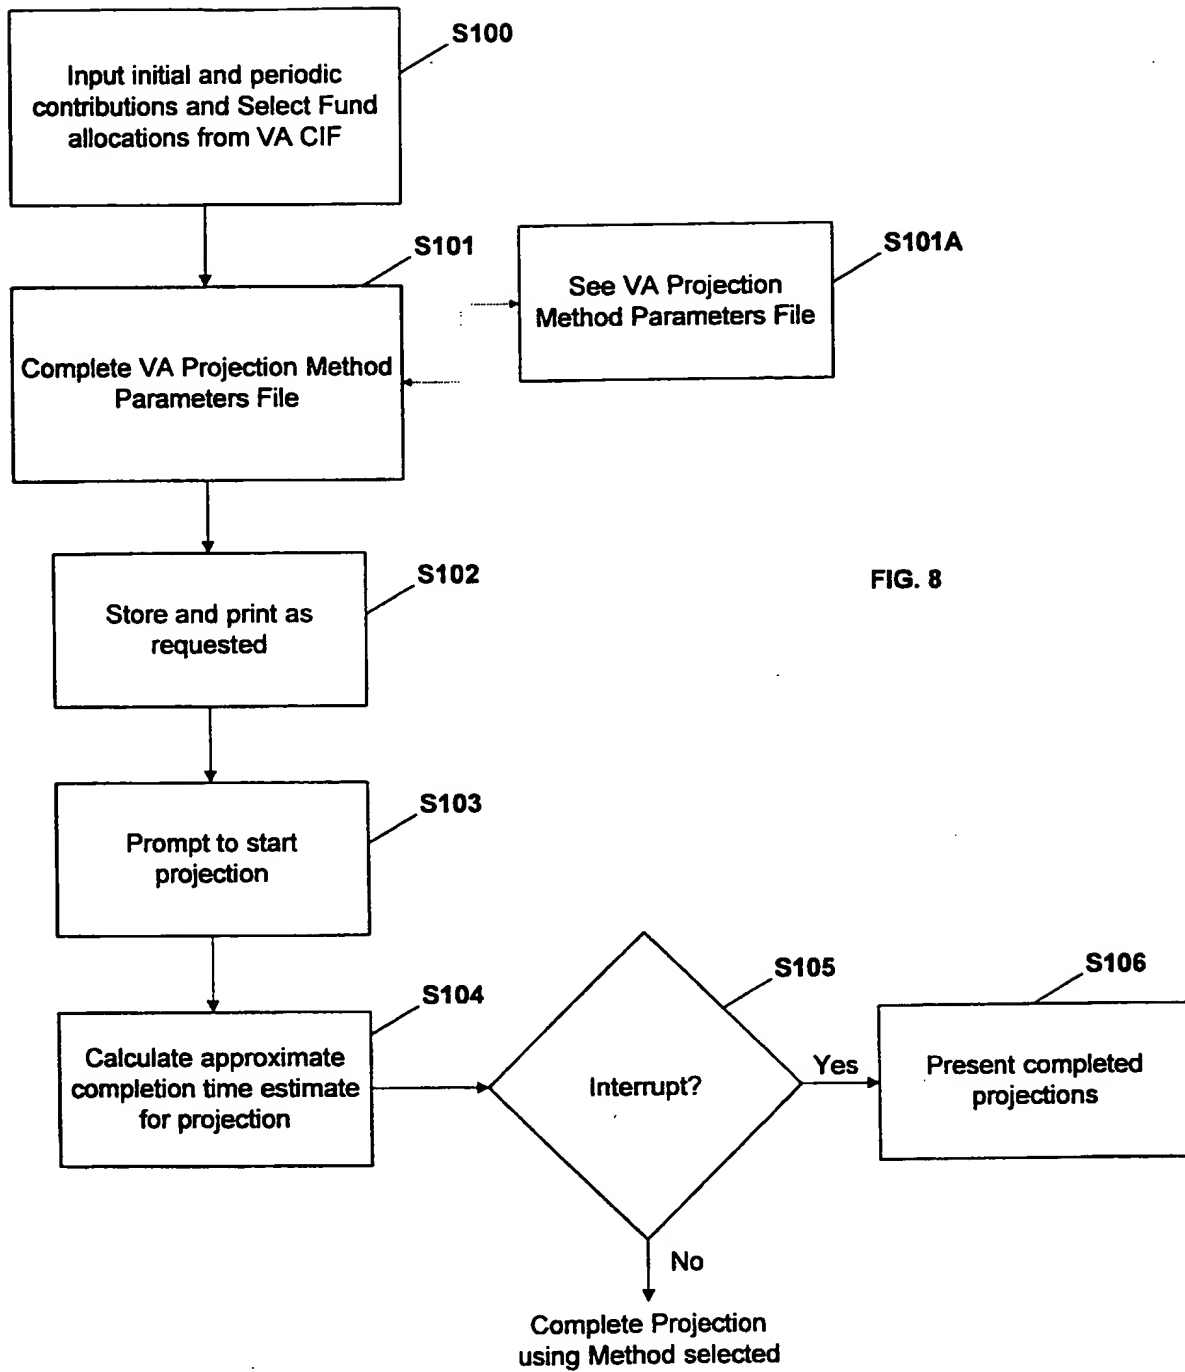 S100
Input initial and periodic
contributions and Select Fund
allocations from VA CIF
S101
Complete VA Projection Method
Parameters File
S101A
See VA Projection
Method Parameters File
S102
Store and print as
requested
FIG. 8
S103
Prompt to start
projection
S104
Calculate approximate
completion time estimate
for projection
S105
Interrupt?
Yes
S106
Present completed
projections
No
Complete Projection
using Method selected